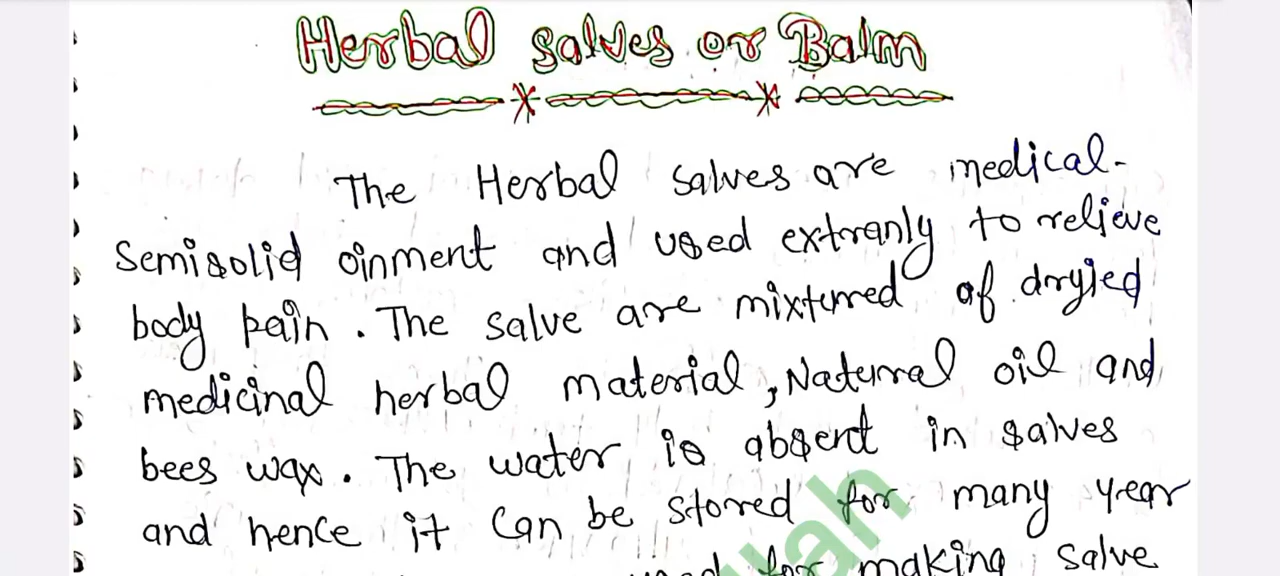 Herbal salves or Balm
The Herbal salves are medical-
Semisolid oinment and used extranly to relieve
body pain. The salve are mixtured of dryied
medicinal herbal material, Natural oil and
bees wax. The water is absent in salves
and hence it can be stored for many year
for making salve